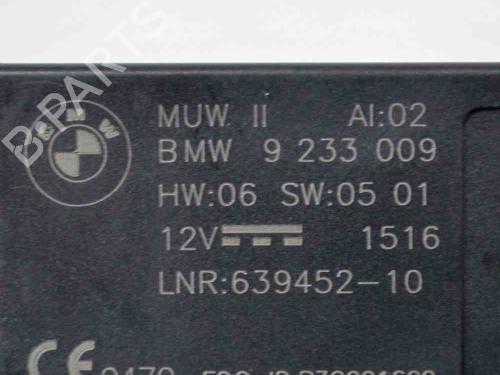 B-PARTS
BMW
MUW II AI:02
BMW 9 233 009
HW:06 SW:05 01
12V 1516
LNR:639452-10
CE